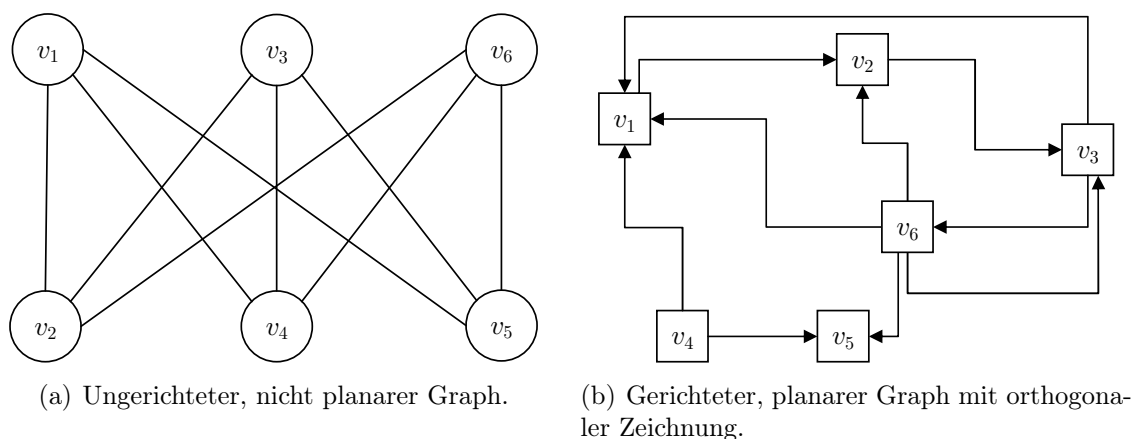 v₁ v₃ v₆
v₂ v₄ v₅
(a) Ungerichteter, nicht planarer Graph.
v₂
v₁
v₃
v₆
v₄ v₅
(b) Gerichteter, planarer Graph mit orthogona-
ler Zeichnung.